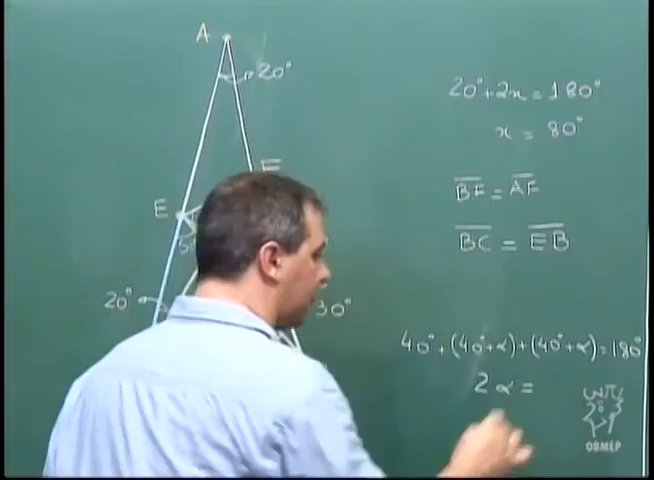 A
20°
20° + 2x = 180°
x = 80°
BF = AF
BC = EB
E
20°
30°
40° + (40° + α) + (40° + α) = 180°
2α =
OBMEP